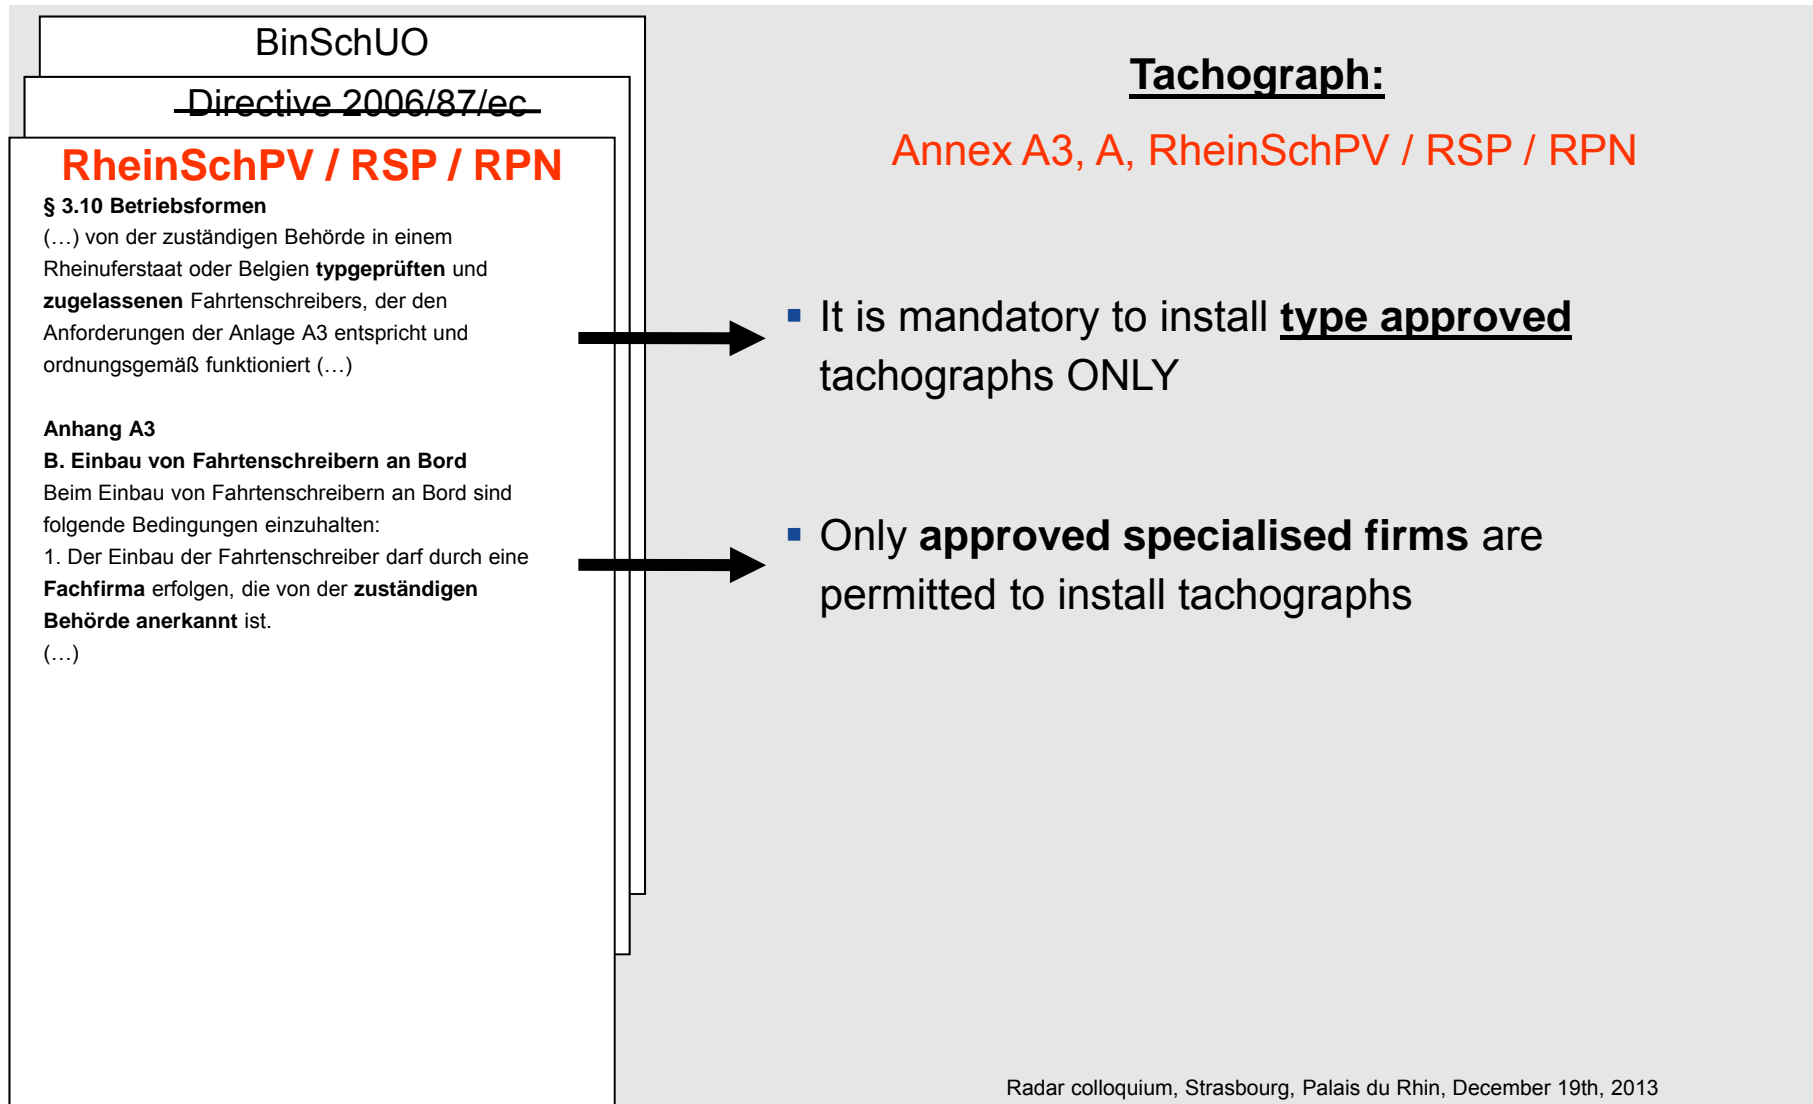 BinSchUO
Directive 2006/87/ec
RheinSchPV / RSP / RPN
§ 3.10 Betriebsformen
(…) von der zuständigen Behörde in einem
Rheinuferstaat oder Belgien typgeprüften und
zugelassenen Fahrtenschreibers, der den
Anforderungen der Anlage A3 entspricht und
ordnungsgemäß funktioniert (…)
Anhang A3
B. Einbau von Fahrtenschreibern an Bord
Beim Einbau von Fahrtenschreibern an Bord sind
folgende Bedingungen einzuhalten:
1. Der Einbau der Fahrtenschreiber darf durch eine
Fachfirma erfolgen, die von der zuständigen
Behörde anerkannt ist.
(…)
Tachograph:
Annex A3, A, RheinSchPV / RSP / RPN
▪ It is mandatory to install type approved
tachographs ONLY
▪ Only approved specialised firms are
permitted to install tachographs
Radar colloquium, Strasbourg, Palais du Rhin, December 19th, 2013